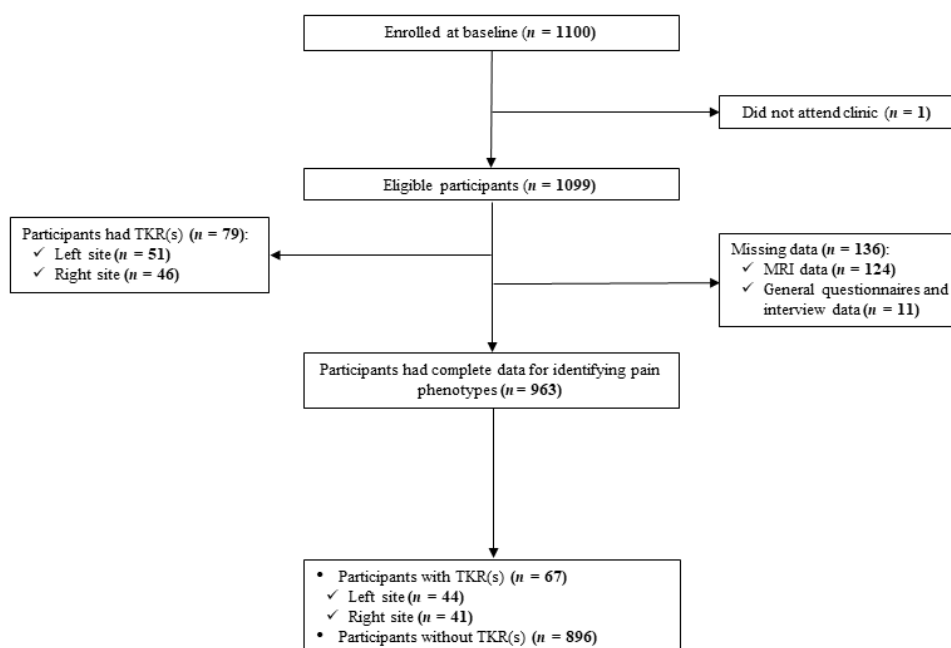 Enrolled at baseline (n = 1100)
Did not attend clinic (n = 1)
Eligible participants (n = 1099)
Participants had TKR(s) (n = 79):
✓ Left site (n = 51)
✓ Right site (n = 46)
Missing data (n = 136):
✓ MRI data (n = 124)
✓ General questionnaires and
interview data (n = 11)
Participants had complete data for identifying pain
phenotypes (n = 963)
• Participants with TKR(s) (n = 67)
✓ Left site (n = 44)
✓ Right site (n = 41)
• Participants without TKR(s) (n = 896)